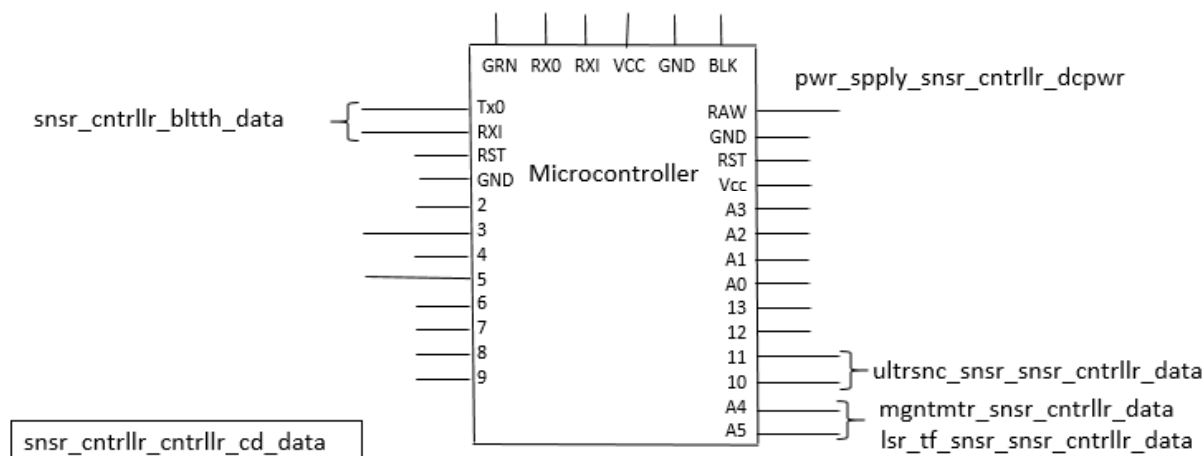 GRN RX0 RXI VCC GND BLK
pwr_spply_snsr_cntrllr_dcpwr
snsr_cntrllr_bltth_data
Tx0
RXI
RST
GND
2
3
4
5
6
7
8
9
Microcontroller
RAW
GND
RST
Vcc
A3
A2
A1
A0
13
12
11
10
A4
A5
ultrsnc_snsr_snsr_cntrllr_data
mgntmtr_snsr_cntrllr_data
lsr_tf_snsr_snsr_cntrllr_data
snsr_cntrllr_cntrllr_cd_data